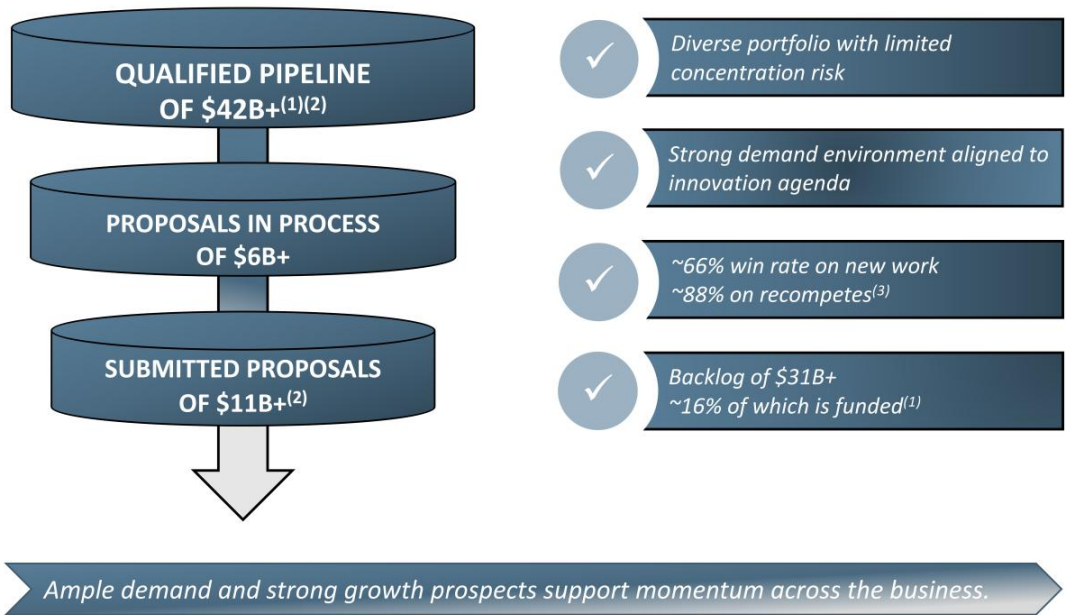 QUALIFIED PIPELINE
OF $42B+(1)(2)
PROPOSALS IN PROCESS
OF $6B+
SUBMITTED PROPOSALS
OF $11B+(2)
Diverse portfolio with limited
concentration risk
Strong demand environment aligned to
innovation agenda
~66% win rate on new work
~88% on recompetes(3)
Backlog of $31B+
~16% of which is funded(1)
Ample demand and strong growth prospects support momentum across the business.